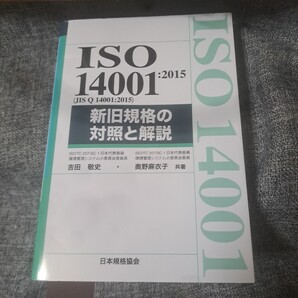 ISO
14001:2015
(JIS Q 14001:2015)
新旧規格の
対照と解説
吉田 敬史・奥野麻衣子 共著
日本規格協会
ISO 14001